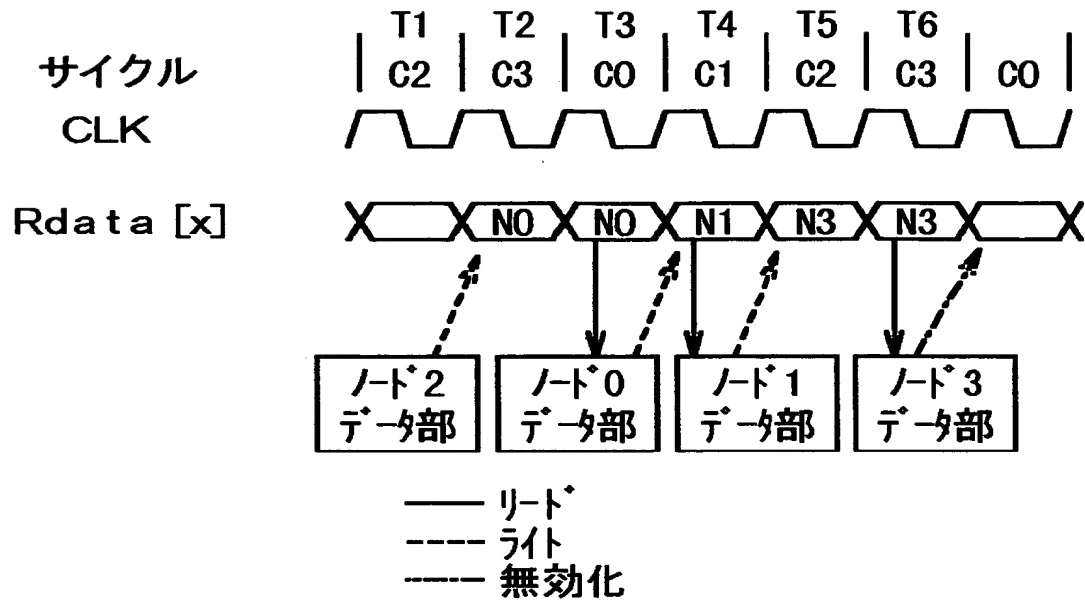 T1 T2 T3 T4 T5 T6
サイクル C2 C3 C0 C1 C2 C3 C0
CLK
Rdata [x] N0 N0 N1 N3 N3
ﾉｰﾄﾞ2 ﾉｰﾄﾞ0 ﾉｰﾄﾞ1 ﾉｰﾄﾞ3
ﾃﾞｰﾀ部 ﾃﾞｰﾀ部 ﾃﾞｰﾀ部 ﾃﾞｰﾀ部
ﾘｰﾄﾞ
ﾗｲﾄ
無効化